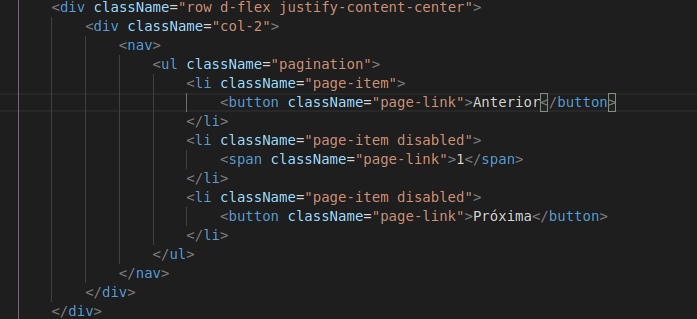 <div className="row d-flex justify-content-center">
<div className="col-2">
<nav>
<ul className="pagination">
<li className="page-item">
<button className="page-link">Anterior</button>
</li>
<li className="page-item disabled">
<span className="page-link">1</span>
</li>
<li className="page-item disabled">
<button className="page-link">Próxima</button>
</li>
</ul>
</nav>
</div>
</div>